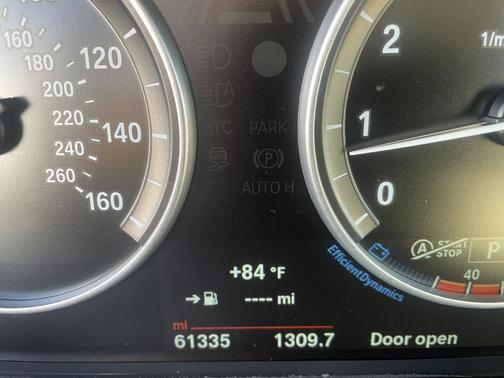 160
180
200
220
240
260
120
140
160
DTC PARK
(P)
AUTO H
2
1
0
1/m
A START
STOP
P
EfficientDynamics
40
+84 °F
---- mi
mi
61335 1309.7 Door open